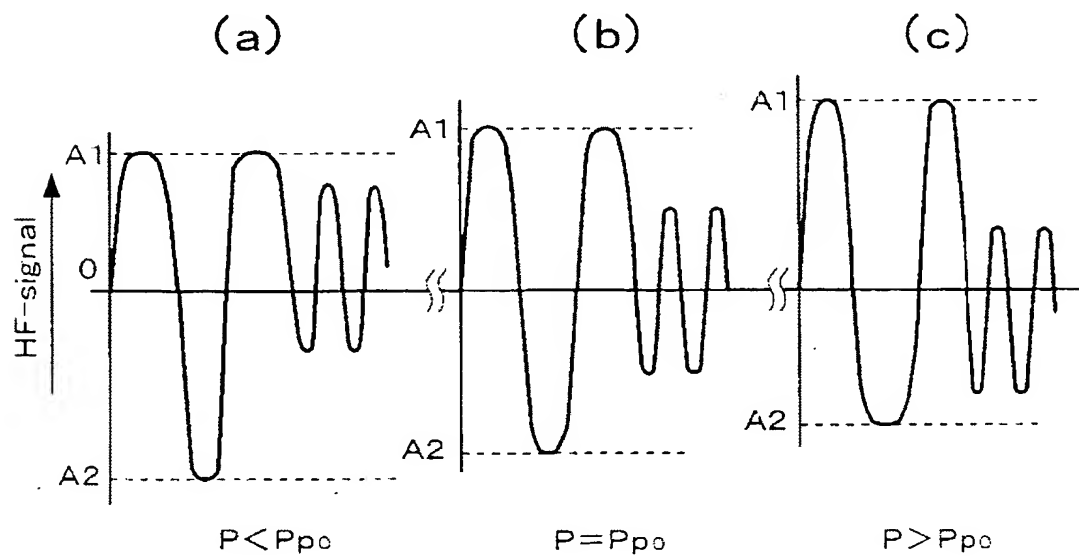 (a)
(b)
(c)
HF-signal
A1
0
A2
A1
A2
A1
A2
P<Ppo
P=Ppo
P>Ppo